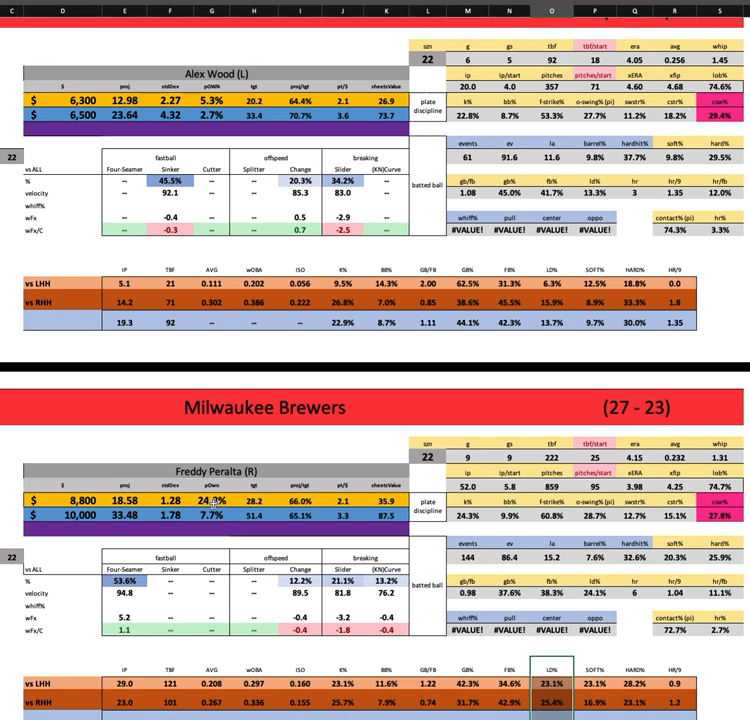 C D E F G H I J K L M N O P Q R S
szn g gs tbf tbf/start era avg whip
22 6 5 92 18 4.05 0.256 1.45
Alex Wood (L) ip ip/start pitches pitches/start xERA xfip lob%
$ proj stdDev pOWN tgt proj/tgt pt/$ sheetsValue 20.0 4.0 357 71 4.60 4.68 74.6%
$ 6,300 12.98 2.27 5.3% 20.2 64.4% 2.1 26.9 plate discipline k% bb% f-strike% o-swing% (pi) swstr% cstr% csw%
$ 6,500 23.64 4.32 2.7% 33.4 70.7% 3.6 73.7 22.8% 8.7% 53.3% 27.7% 11.2% 18.2% 29.4%
events ev la barrel% hardhit% soft% hard%
22 fastball offspeed breaking 61 91.6 11.6 9.8% 37.7% 9.8% 29.5%
vs ALL Four-Seamer Sinker Cutter Splitter Change Slider (KN)Curve
% -- 45.5% -- -- 20.3% 34.2% -- batted ball gb/fb gb% fb% ld% hr hr/9 hr/fb
velocity 92.1 85.3 83.0 1.08 45.0% 41.7% 13.3% 3 1.35 12.0%
whiff%
wFx -- -0.4 -- -- 0.5 -2.9 -- whiff% pull center oppo contact% (pi) hr%
wFx/C -- -0.3 -- -- 0.7 -2.5 -- #VALUE! #VALUE! #VALUE! #VALUE! 74.3% 3.3%
IP TBF AVG wOBA ISO K% BB% GB/FB GB% FB% LD% SOFT% HARD% HR/9
vs LHH 5.1 21 0.111 0.202 0.056 9.5% 14.3% 2.00 62.5% 31.3% 6.3% 12.5% 18.8% 0.0
vs RHH 14.2 71 0.302 0.386 0.222 26.8% 7.0% 0.85 38.6% 45.5% 15.9% 8.9% 33.3% 1.8
19.3 92 -- -- -- 22.9% 8.7% 1.11 44.1% 42.3% 13.7% 9.7% 30.0% 1.35
Milwaukee Brewers (27 - 23)
szn g gs tbf tbf/start era avg whip
22 9 9 222 25 4.15 0.232 1.31
Freddy Peralta (R) ip ip/start pitches pitches/start xERA xfip lob%
$ proj stdDev pOwn tgt proj/tgt pt/$ sheetsValue 52.0 5.8 859 95 3.98 4.25 74.7%
$ 8,800 18.58 1.28 28.2 66.0% 2.1 35.9 plate discipline k% bb% f-strike% o-swing% (pi) swstr% cstr% csw%
$ 10,000 33.48 1.78 7.7% 51.4 65.1% 3.3 87.5 24.3% 9.9% 60.8% 28.7% 12.7% 15.1% 27.8%
events ev la barrel% hardhit% soft% hard%
22 fastball offspeed breaking 144 86.4 15.2 7.6% 32.6% 20.3% 25.9%
vs ALL Four-Seamer Sinker Cutter Splitter Change Slider (KN)Curve
% 53.6% -- -- -- 12.2% 21.1% 13.2% batted ball gb/fb gb% fb% ld% hr hr/9 hr/fb
velocity 94.8 89.5 81.8 76.2 0.98 37.6% 38.3% 24.1% 6 1.04 11.1%
whiff%
wFx 5.2 -- -- -- -0.4 -3.2 -0.4 whiff% pull center oppo contact% (pi) hr%
wFx/C 1.1 -- -- -- -0.4 -1.8 -0.4 #VALUE! #VALUE! #VALUE! #VALUE! 72.7% 2.7%
IP TBF AVG wOBA ISO K% BB% GB/FB GB% FB% LD% SOFT% HARD% HR/9
vs LHH 29.0 121 0.208 0.297 0.160 23.1% 11.6% 1.22 42.3% 34.6% 23.1% 23.1% 28.2% 0.9
vs RHH 23.0 101 0.267 0.336 0.155 25.7% 7.9% 0.74 31.7% 42.9% 25.4% 16.9% 23.1% 1.2